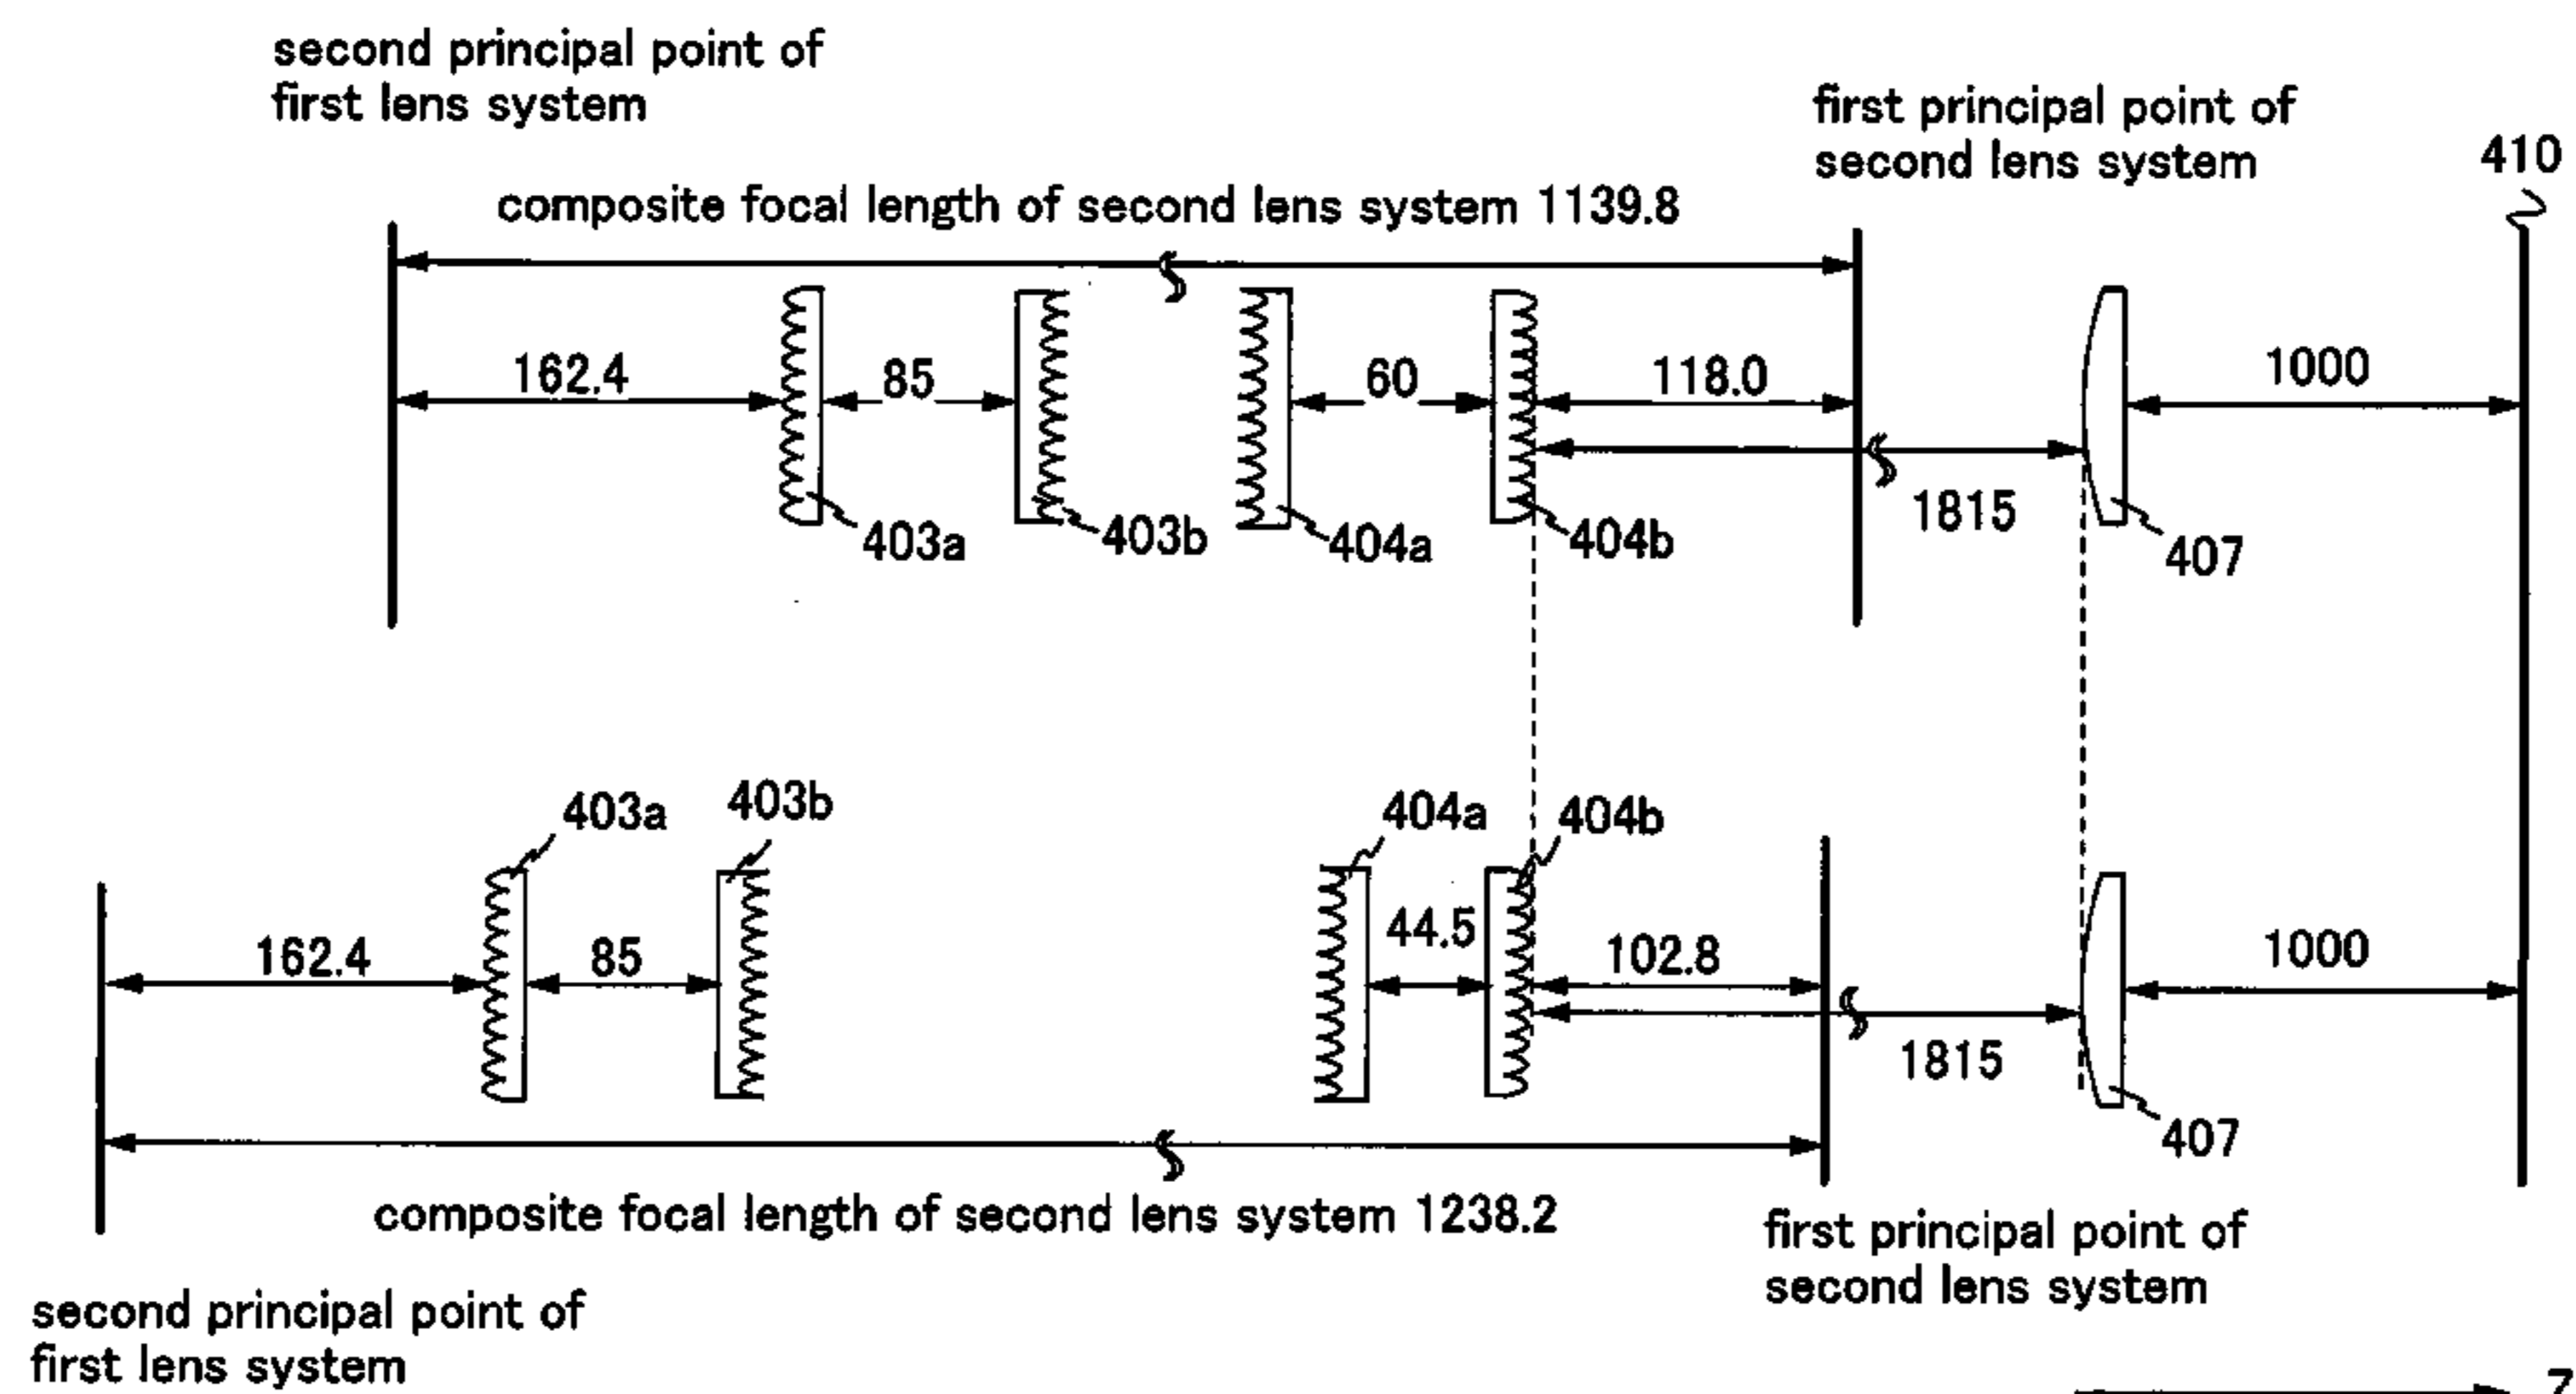 second principal point of
first lens system
first principal point of
second lens system
410
composite focal length of second lens system 1139.8
162.4
85
60
118.0
1000
1815
403a
403b
404a
404b
407
403a
403b
404a
404b
162.4
85
44.5
102.8
1000
1815
407
composite focal length of second lens system 1238.2
first principal point of
second lens system
second principal point of
first lens system